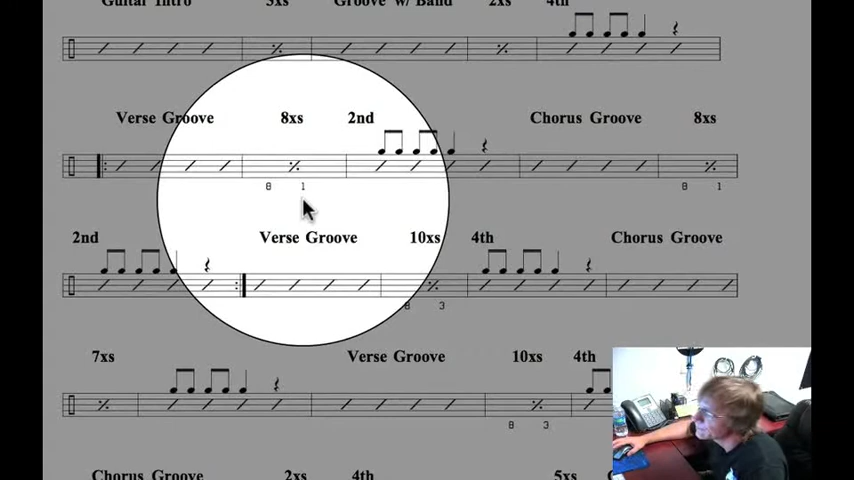 Guitar Intro 3xs Groove w/ Band 2xs 4th
Verse Groove 8xs 2nd Chorus Groove 8xs
8 1 8 1
2nd Verse Groove 10xs 4th Chorus Groove
8 3
7xs Verse Groove 10xs 4th
8 3
Chorus Groove 2xs 4th 5xs